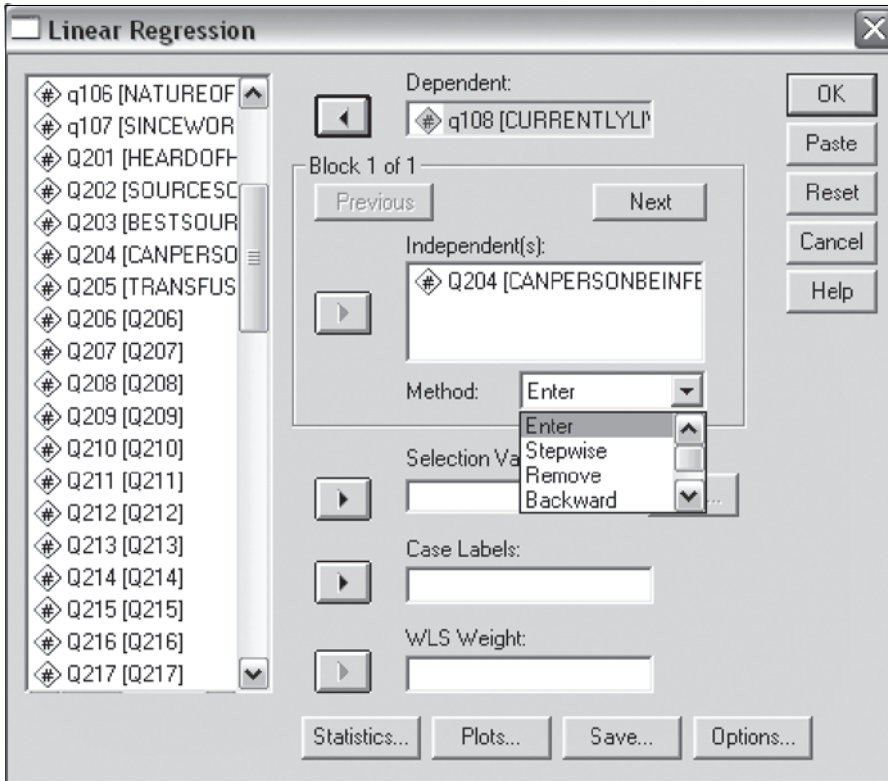 Linear Regression
q106 [NATUREOF
q107 [SINCEWOR
Q201 [HEARDOFH
Q202 [SOURCESC
Q203 [BESTSOUR
Q204 [CANPERSO
Q205 [TRANSFUS
Q206 [Q206]
Q207 [Q207]
Q208 [Q208]
Q209 [Q209]
Q210 [Q210]
Q211 [Q211]
Q212 [Q212]
Q213 [Q213]
Q214 [Q214]
Q215 [Q215]
Q216 [Q216]
Q217 [Q217]
Dependent:
q108 [CURRENTLYLI
Block 1 of 1
Previous
Next
Independent(s):
Q204 [CANPERSONBEINFE
Method:
Enter
Enter
Stepwise
Remove
Backward
Selection Va
...
Case Labels:
WLS Weight:
OK
Paste
Reset
Cancel
Help
Statistics...
Plots...
Save...
Options...